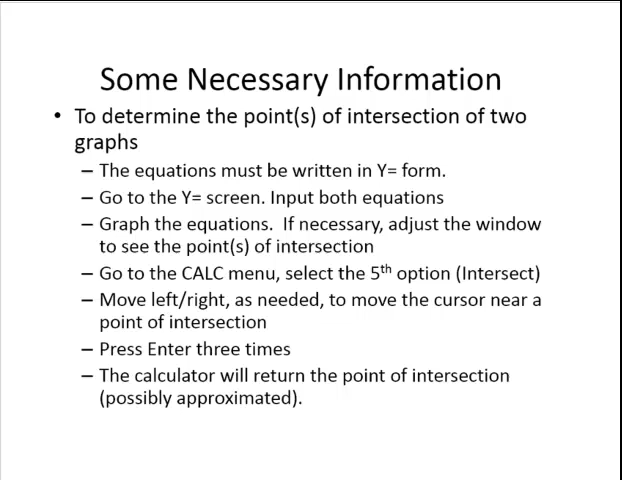 Some Necessary Information
• To determine the point(s) of intersection of two
graphs
– The equations must be written in Y= form.
– Go to the Y= screen. Input both equations
– Graph the equations.  If necessary, adjust the window
to see the point(s) of intersection
– Go to the CALC menu, select the 5th option (Intersect)
– Move left/right, as needed, to move the cursor near a
point of intersection
– Press Enter three times
– The calculator will return the point of intersection
(possibly approximated).